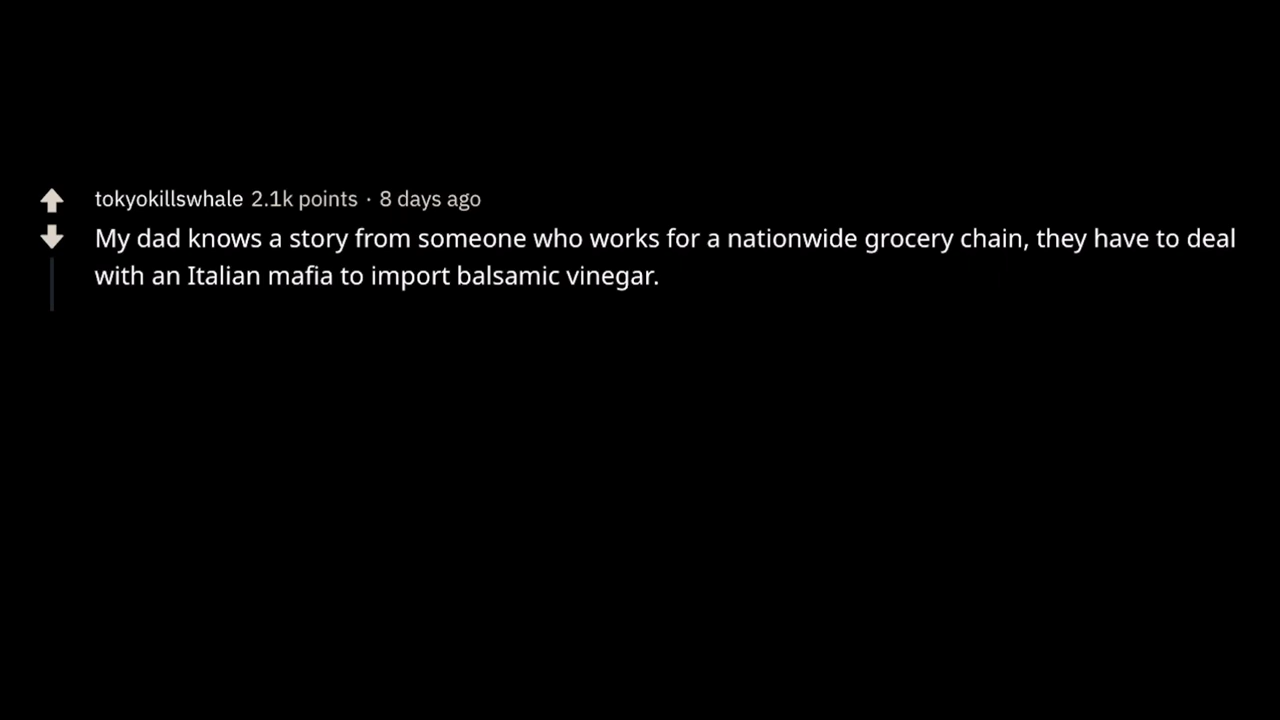 tokyokillswhale 2.1k points · 8 days ago
My dad knows a story from someone who works for a nationwide grocery chain, they have to deal
with an Italian mafia to import balsamic vinegar.